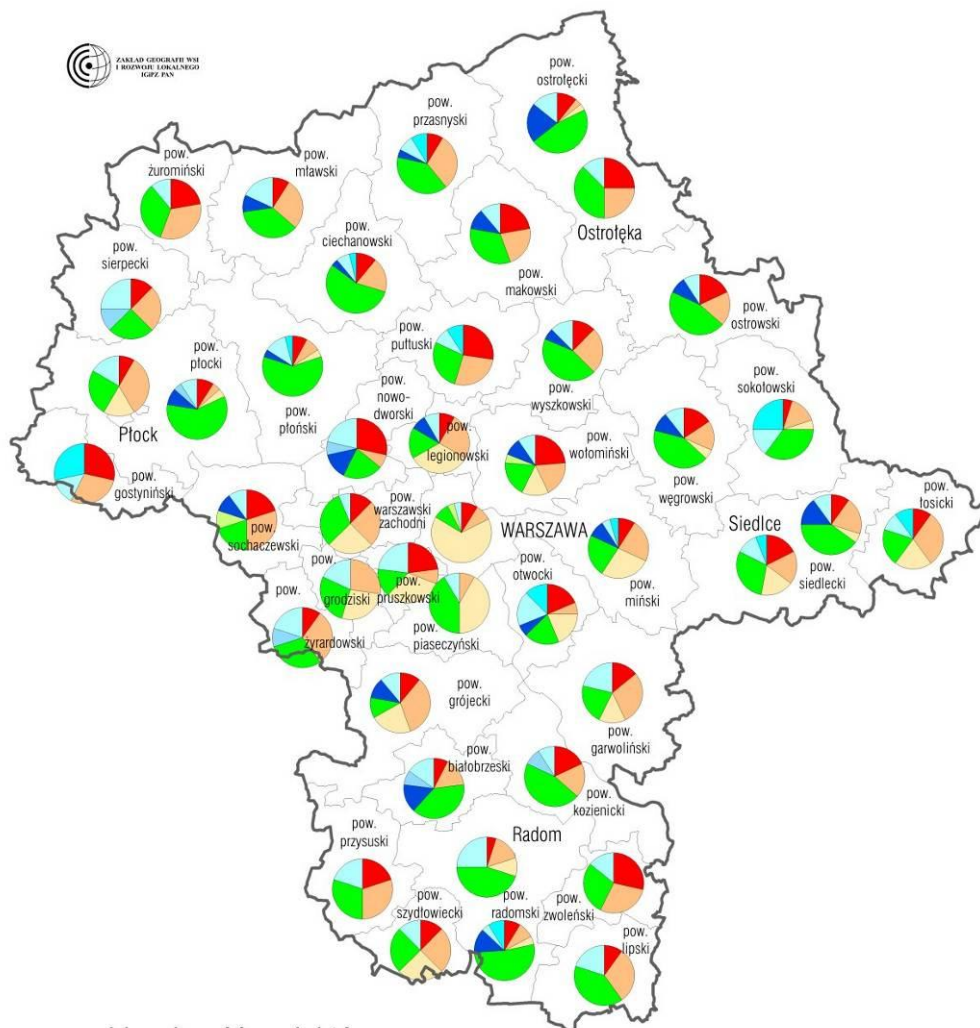 ZAKŁAD GEOGRAFII WSI
I ROZWOJU LOKALNEGO
IGiPZ PAN
pow.
ostrołęcki
pow.
przasnyski
pow.
żuromiński
pow.
mławski
pow.
ciechanowski
Ostrołęka
pow.
makowski
pow.
sierpecki
pow.
ostrowski
pow.
pułtuski
pow.
płocki
pow.
sokołowski
pow.
wyszkowski
pow.
nowo-
dworski
pow.
płoński
Płock
pow.
legionowski
pow.
wołomiński
pow.
węgrowski
pow.
gostyniński
pow.
łosicki
pow.
warszawski
zachodni
pow.
sochaczewski
WARSZAWA
Siedlce
pow.
siedlecki
pow.
otwocki
pow.
miński
pow.
grodziski
pow.
pruszkowski
pow.
piaseczyński
żyrardowski
pow.
grójecki
pow.
garwoliński
pow.
białobrzeski
pow.
kozienicki
Radom
pow.
przysuski
pow.
szydłowiecki
pow.
radomski
pow.
zwoleński
pow.
lipski